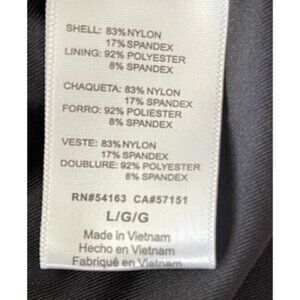 SHELL: 83% NYLON
17% SPANDEX
LINING: 92% POLYESTER
8% SPANDEX
CHAQUETA: 83% NYLON
17% SPANDEX
FORRO: 92% POLIESTER
8% SPANDEX
VESTE: 83% NYLON
17% SPANDEX
DOUBLURE: 92% POLYESTER
8% SPANDEX
RN#54163 CA#57151
L/G/G
Made in Vietnam
Hecho en Vietnam
Fabriqué en Vietnam